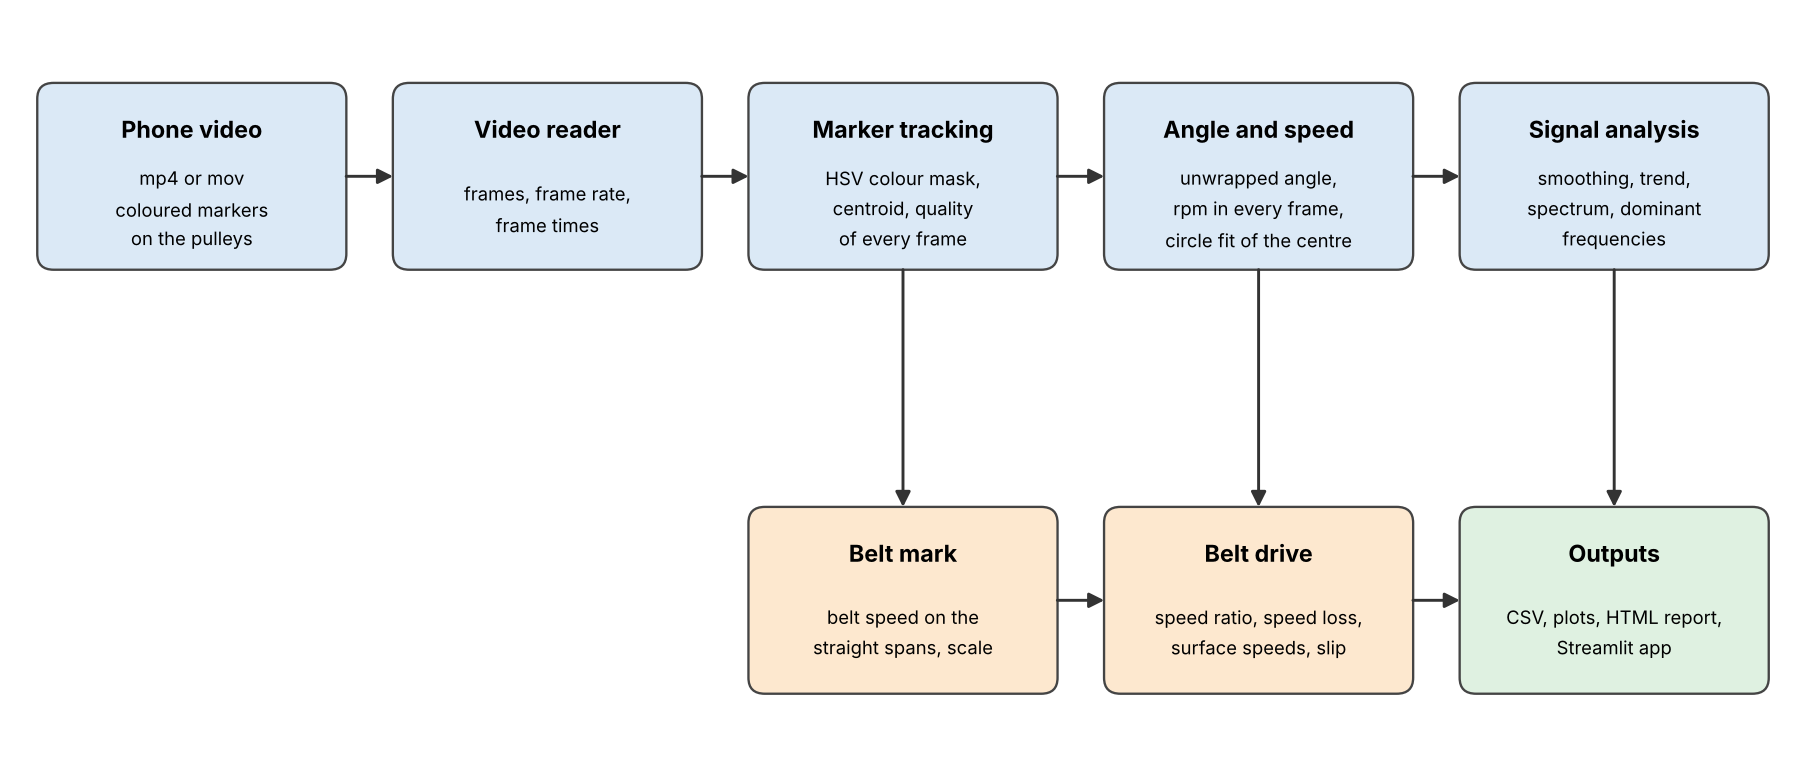 Phone video
mp4 or mov
coloured markers
on the pulleys
Video reader
frames, frame rate,
frame times
Marker tracking
HSV colour mask,
centroid, quality
of every frame
Angle and speed
unwrapped angle,
rpm in every frame,
circle fit of the centre
Signal analysis
smoothing, trend,
spectrum, dominant
frequencies
Belt mark
belt speed on the
straight spans, scale
Belt drive
speed ratio, speed loss,
surface speeds, slip
Outputs
CSV, plots, HTML report,
Streamlit app